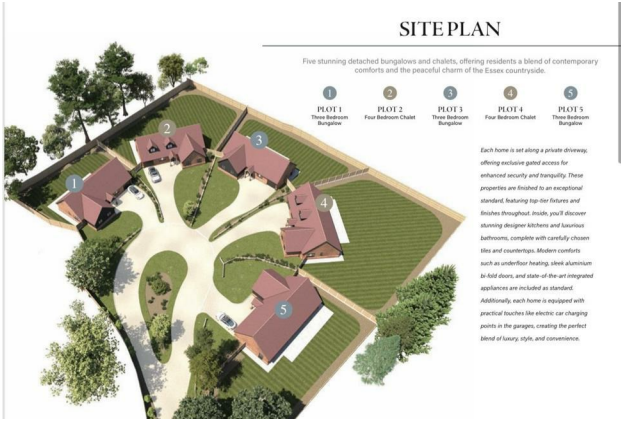 SITE PLAN
Five stunning detached bungalows and chalets, offering residents a blend of contemporary
comforts and the peaceful charm of the Essex countryside.
1
PLOT 1
Three Bedroom
Bungalow
2
PLOT 2
Four Bedroom Chalet
3
PLOT 3
Three Bedroom
Bungalow
4
PLOT 4
Four Bedroom Chalet
5
PLOT 5
Three Bedroom
Bungalow
Each home is set along a private driveway,
offering exclusive gated access for
enhanced security and tranquility. These
properties are finished to an exceptional
standard, featuring top-tier fixtures and
finishes throughout. Inside, you'll discover
stunning designer kitchens and luxurious
bathrooms, complete with carefully chosen
tiles and countertops. Modern comforts
such as underfloor heating, sleek aluminium
bi-fold doors, and state-of-the-art integrated
appliances are included as standard.
Additionally, each home is equipped with
practical touches like electric car charging
points in the garages, creating the perfect
blend of luxury, style, and convenience.
1
2
3
4
5